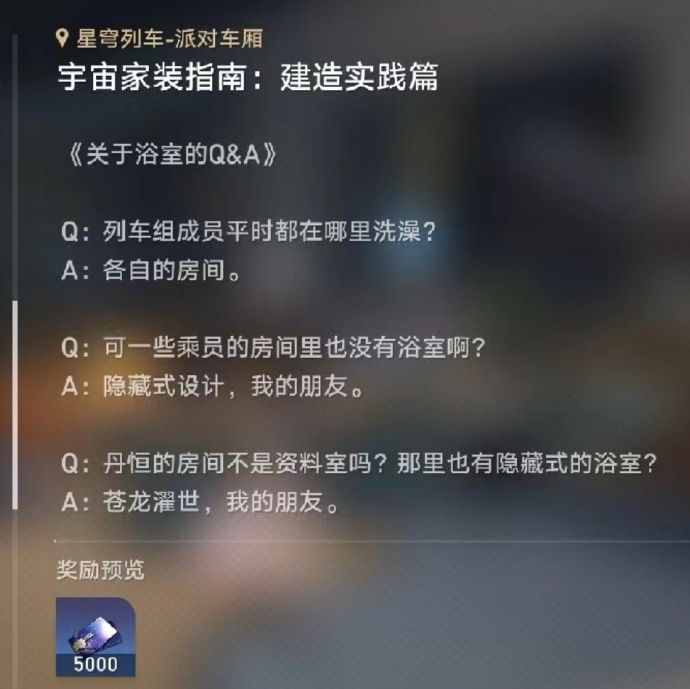 星穹列车-派对车厢
宇宙家装指南：建造实践篇
《关于浴室的Q&A》
Q：列车组成员平时都在哪里洗澡？
A：各自的房间。
Q：可一些乘员的房间里也没有浴室啊？
A：隐藏式设计，我的朋友。
Q：丹恒的房间不是资料室吗？那里也有隐藏式的浴室？
A：苍龙濯世，我的朋友。
奖励预览
5000